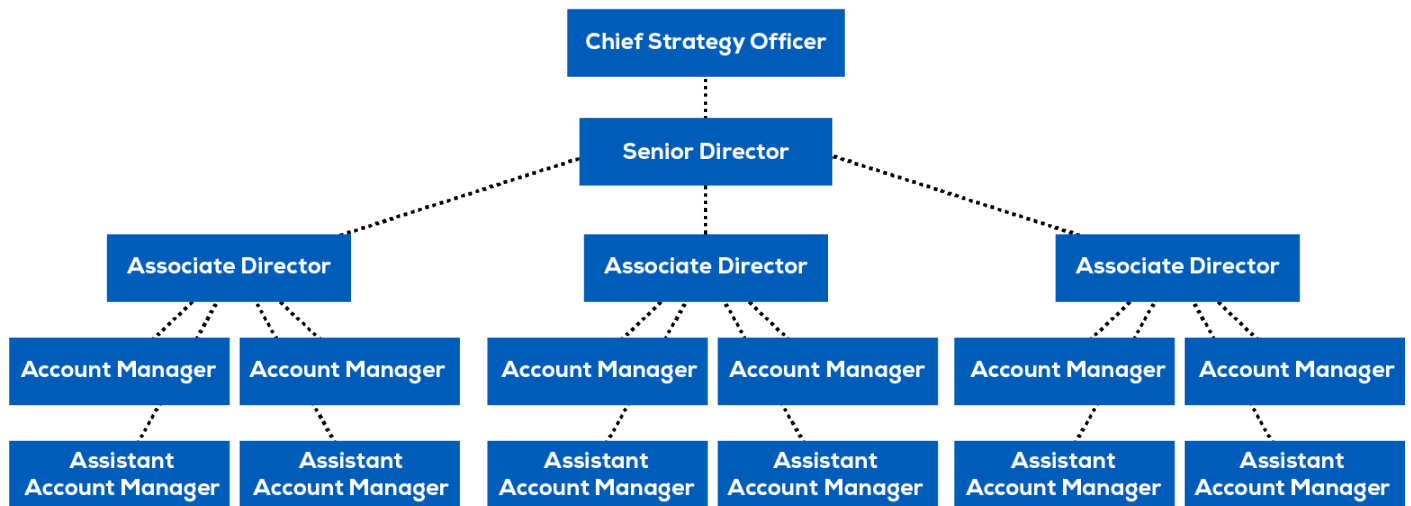 Chief Strategy Officer
Senior Director
Associate Director
Associate Director
Associate Director
Account Manager
Account Manager
Account Manager
Account Manager
Account Manager
Account Manager
Assistant
Account Manager
Assistant
Account Manager
Assistant
Account Manager
Assistant
Account Manager
Assistant
Account Manager
Assistant
Account Manager